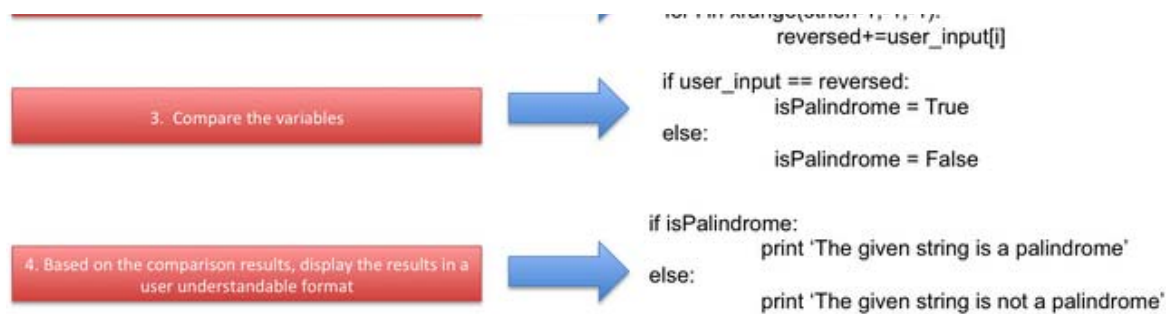 reversed+=user_input[i]
3. Compare the variables
if user_input == reversed:
isPalindrome = True
else:
isPalindrome = False
4. Based on the comparison results, display the results in a
user understandable format
if isPalindrome:
print ‘The given string is a palindrome’
else:
print ‘The given string is not a palindrome’